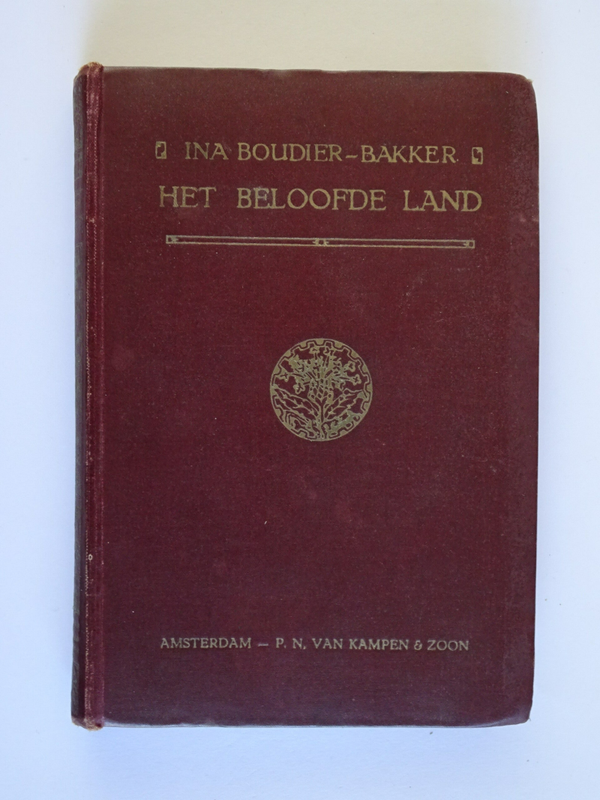 INA BOUDIER-BAKKER
HET BELOOFDE LAND
AMSTERDAM — P. N. VAN KAMPEN & ZOON